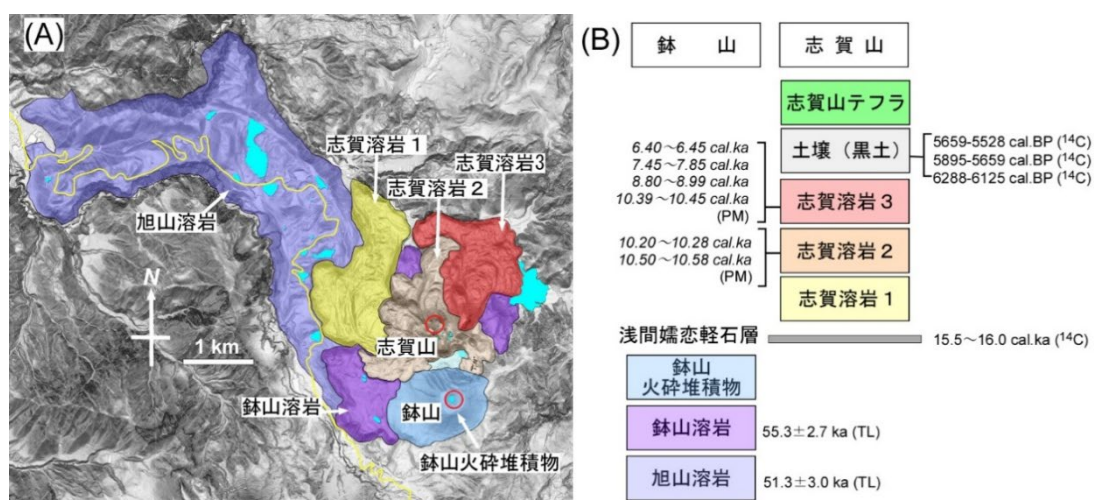 (A)
志賀溶岩1
志賀溶岩3
志賀溶岩2
旭山溶岩
N
1 km
志賀山
鉢山溶岩
鉢山
鉢山火砕堆積物
(B)
鉢 山
志賀山
志賀山テフラ
土壌（黒土）
5659-5528 cal.BP (14C)
5895-5659 cal.BP (14C)
6288-6125 cal.BP (14C)
6.40～6.45 cal.ka
7.45～7.85 cal.ka
8.80～8.99 cal.ka
10.39～10.45 cal.ka
(PM)
志賀溶岩3
10.20～10.28 cal.ka
10.50～10.58 cal.ka
(PM)
志賀溶岩2
志賀溶岩1
浅間嬬恋軽石層
15.5～16.0 cal.ka (14C)
鉢山
火砕堆積物
鉢山溶岩
55.3±2.7 ka (TL)
旭山溶岩
51.3±3.0 ka (TL)